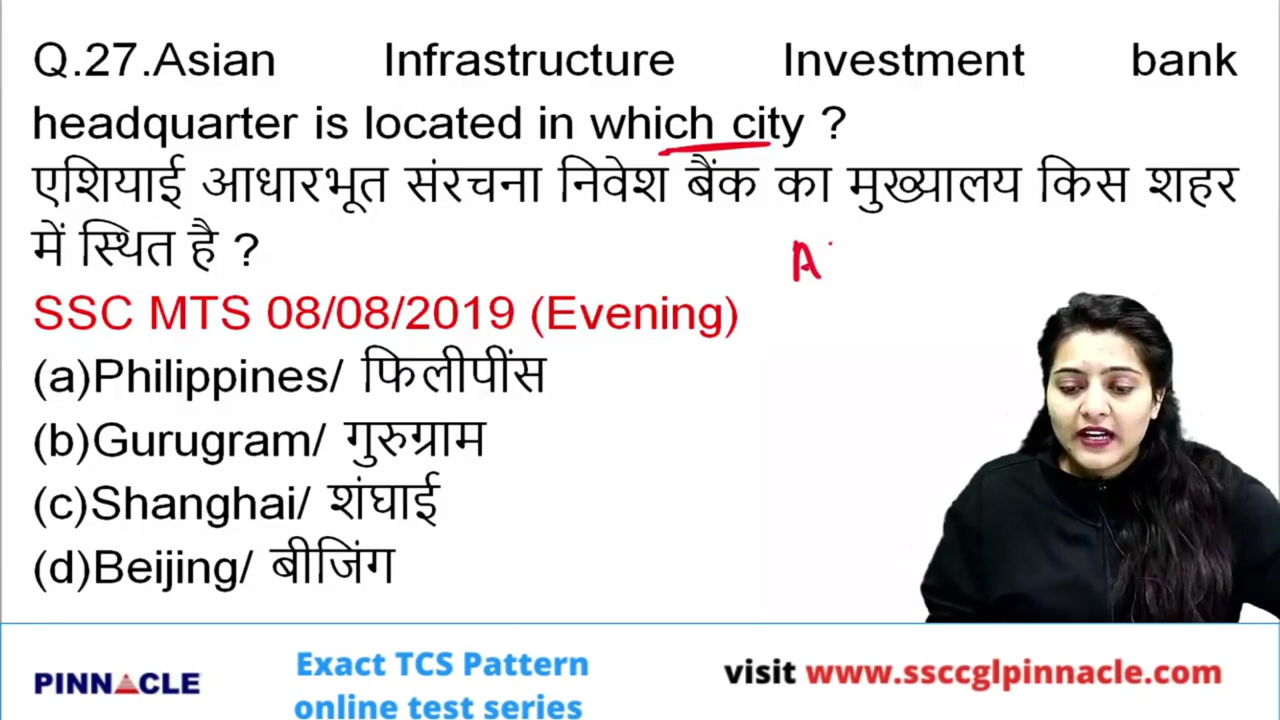 Q.27.Asian Infrastructure Investment bank
headquarter is located in which city ?
एशियाई आधारभूत संरचना निवेश बैंक का मुख्यालय किस शहर
में स्थित है ?
A
SSC MTS 08/08/2019 (Evening)
(a)Philippines/ फिलीपींस
(b)Gurugram/ गुरुग्राम
(c)Shanghai/ शंघाई
(d)Beijing/ बीजिंग
PINNACLE
Exact TCS Pattern
online test series
visit www.ssccglpinnacle.com